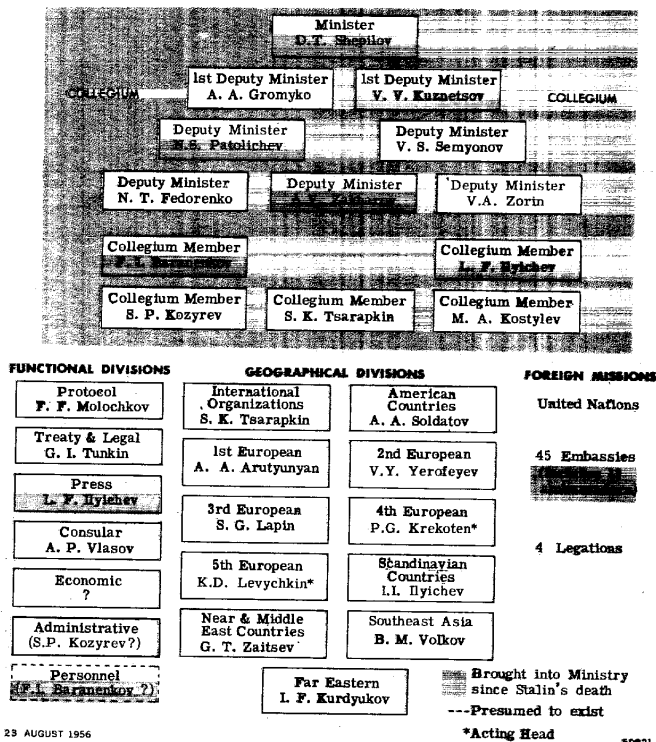 Minister
D.T. Shepilov
1st Deputy Minister
A. A. Gromyko
1st Deputy Minister
V. V. Kuznetsov
COLLEGIUM
COLLEGIUM
Deputy Minister
N.S. Patolichev
Deputy Minister
V. S. Semyonov
Deputy Minister
N. T. Fedorenko
Deputy Minister
Deputy Minister
V.A. Zorin
Collegium Member
F. I. Baranenkov
Collegium Member
L. F. Ilyichev
Collegium Member
S. P. Kozyrev
Collegium Member
S. K. Tsarapkin
Collegium Member
M. A. Kostylev
FUNCTIONAL DIVISIONS
Protocol
F. F. Molochkov
Treaty & Legal
G. I. Tunkin
Press
L. F. Ilyichev
Consular
A. P. Vlasov
Economic
?
Administrative
(S.P. Kozyrev?)
Personnel
(F.I. Baranenkov ?)
GEOGRAPHICAL DIVISIONS
International
Organizations
S. K. Tsarapkin
American
Countries
A. A. Soldatov
1st European
A. A. Arutyunyan
2nd European
V.Y. Yerofeyev
3rd European
S. G. Lapin
4th European
P.G. Krekoten*
5th European
K.D. Levychkin*
Scandinavian
Countries
I.I. Ilyichev
Near & Middle
East Countries
G. T. Zaitsev
Southeast Asia
B. M. Volkov
Far Eastern
I. F. Kurdyukov
FOREIGN MISSIONS
United Nations
45 Embassies
4 Legations
Brought into Ministry
since Stalin's death
---Presumed to exist
*Acting Head
23 AUGUST 1956